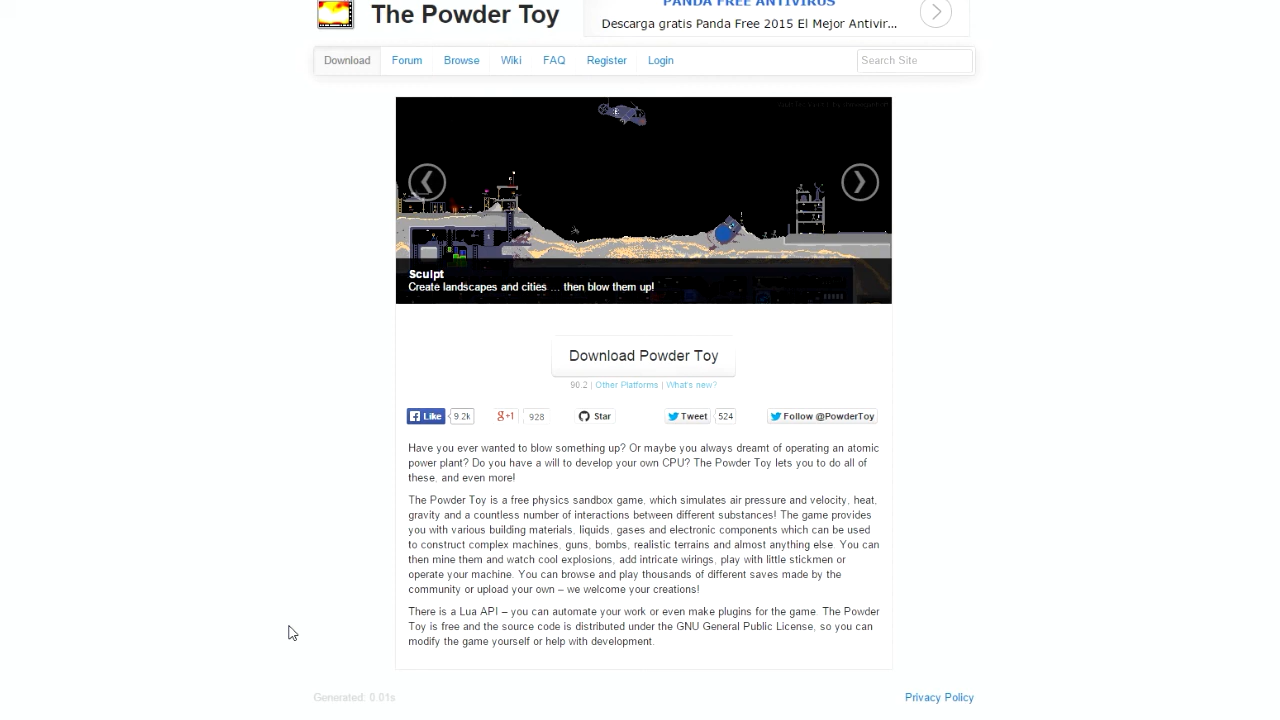 The Powder Toy
PANDA FREE ANTIVIRUS
Descarga gratis Panda Free 2015 El Mejor Antivir...
Download Forum Browse Wiki FAQ Register Login Search Site
Sculpt
Create landscapes and cities ... then blow them up!
Download Powder Toy
90.2 | Other Platforms | What's new?
Like 9.2k g+1 928 Star Tweet 524 Follow @PowderToy
Have you ever wanted to blow something up? Or maybe you always dreamt of operating an atomic
power plant? Do you have a will to develop your own CPU? The Powder Toy lets you to do all of
these, and even more!
The Powder Toy is a free physics sandbox game, which simulates air pressure and velocity, heat,
gravity and a countless number of interactions between different substances! The game provides
you with various building materials, liquids, gases and electronic components which can be used
to construct complex machines, guns, bombs, realistic terrains and almost anything else. You can
then mine them and watch cool explosions, add intricate wirings, play with little stickmen or
operate your machine. You can browse and play thousands of different saves made by the
community or upload your own – we welcome your creations!
There is a Lua API – you can automate your work or even make plugins for the game. The Powder
Toy is free and the source code is distributed under the GNU General Public License, so you can
modify the game yourself or help with development.
Generated: 0.01s Privacy Policy